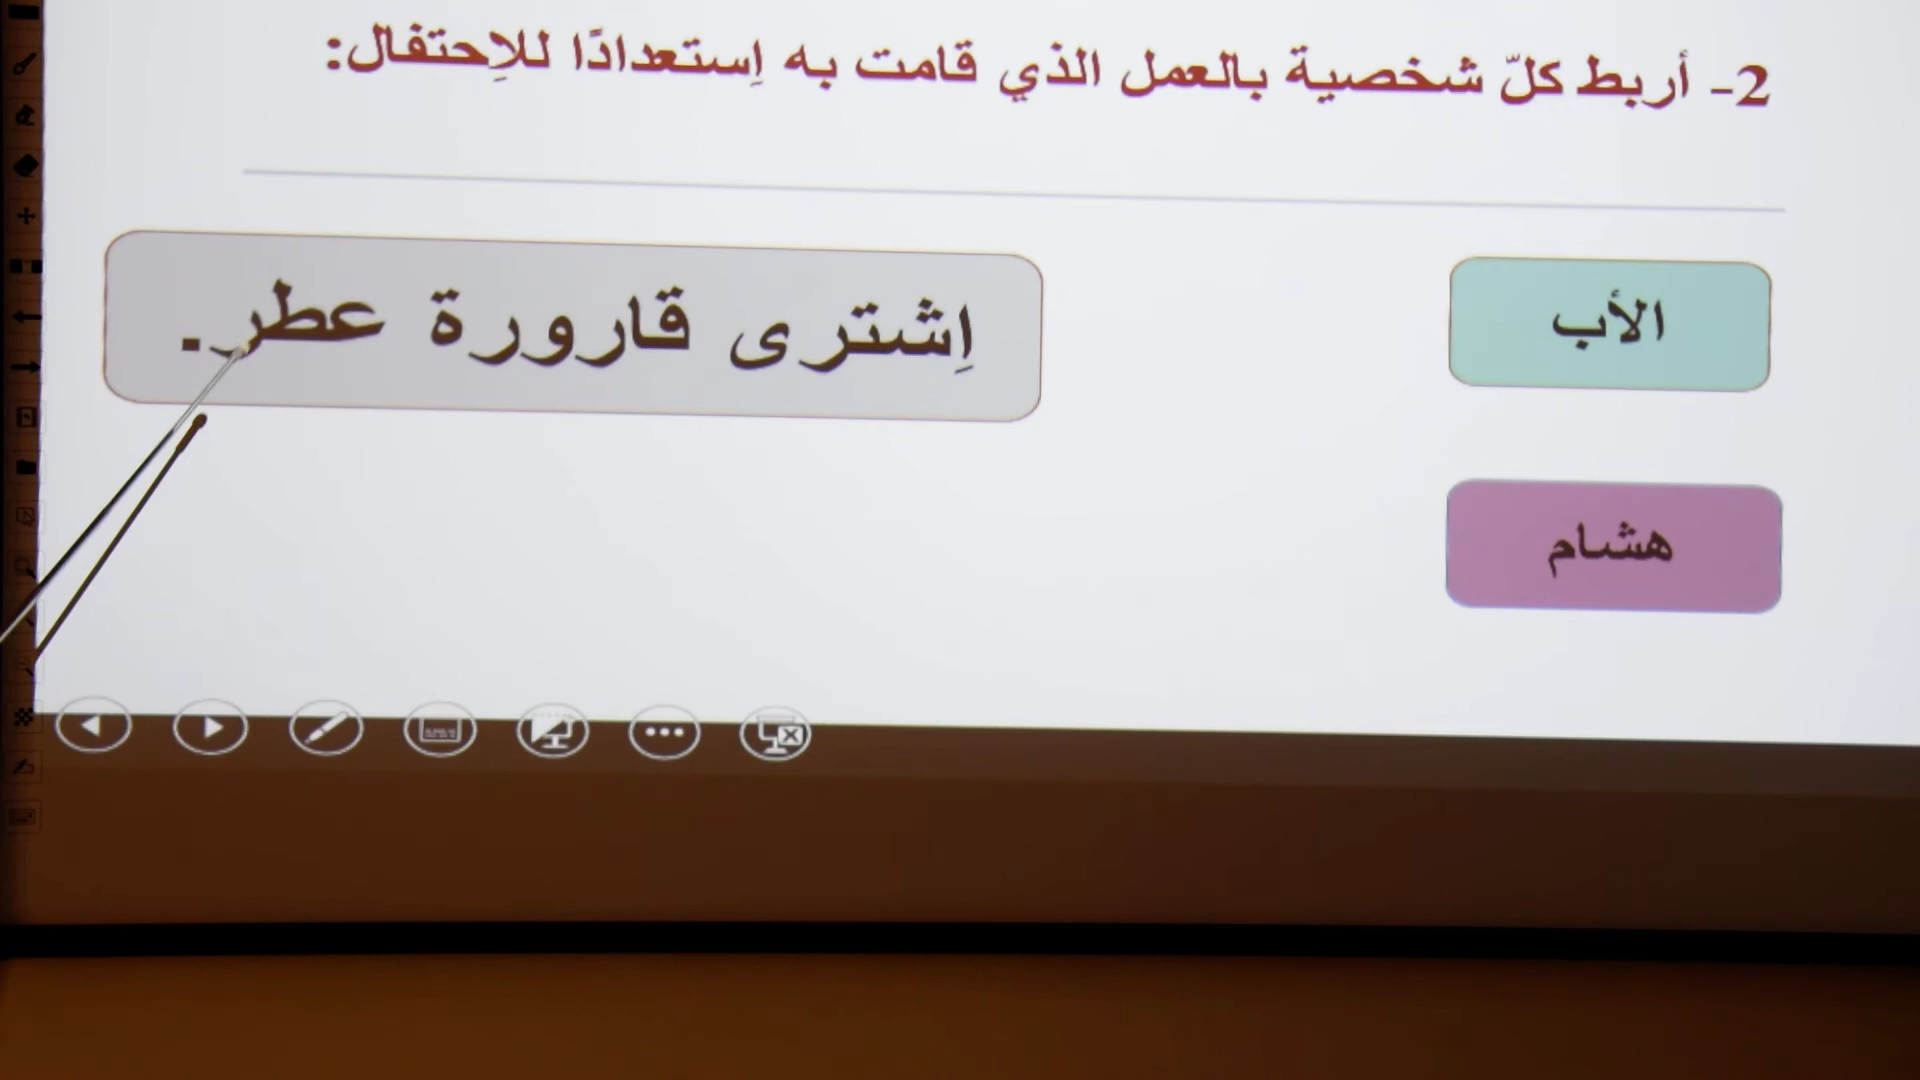 2- أربط كلّ شخصية بالعمل الذي قامت به اِستعدادًا للاِحتفال:
الأب
اِشترى قارورة عطر.
هشام